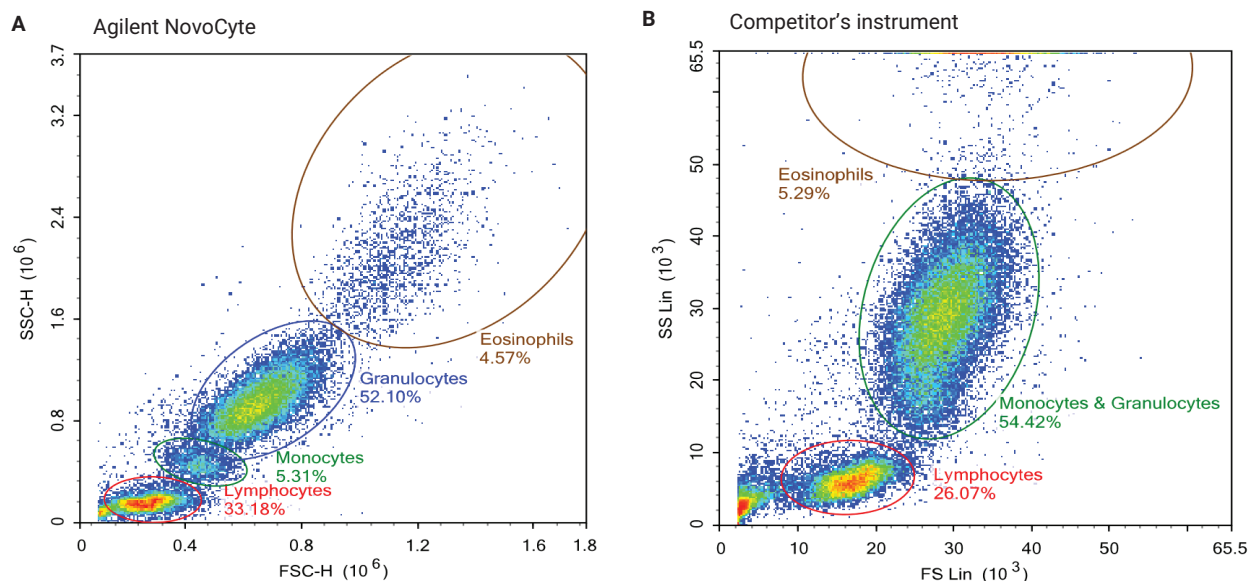 A
Agilent NovoCyte
3.7
3.2
2.4
1.6
0.8
0
SSC-H (10⁶)
Eosinophils
4.57%
Granulocytes
52.10%
Monocytes
5.31%
Lymphocytes
33.18%
0
0.4
0.8
1.2
1.6
1.8
FSC-H (10⁶)
B
Competitor's instrument
65.5
50
40
30
20
10
0
SS Lin (10³)
Eosinophils
5.29%
Monocytes & Granulocytes
54.42%
Lymphocytes
26.07%
0
10
20
30
40
50
65.5
FS Lin (10³)